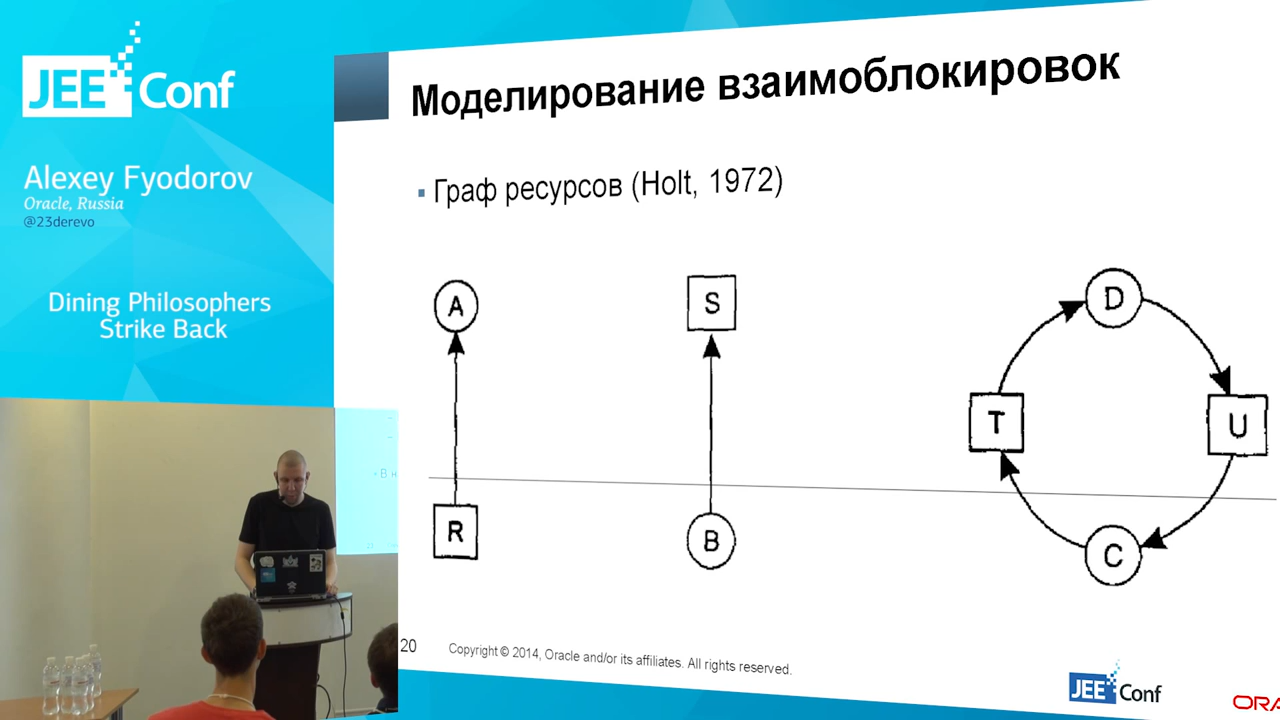 JEE Conf
Alexey Fyodorov
Oracle, Russia
@23derevo
Dining Philosophers
Strike Back
Моделирование взаимоблокировок
▪ Граф ресурсов (Holt, 1972)
A
S
D
T
U
R
B
C
20
Copyright © 2014, Oracle and/or its affiliates. All rights reserved.
JEE Conf